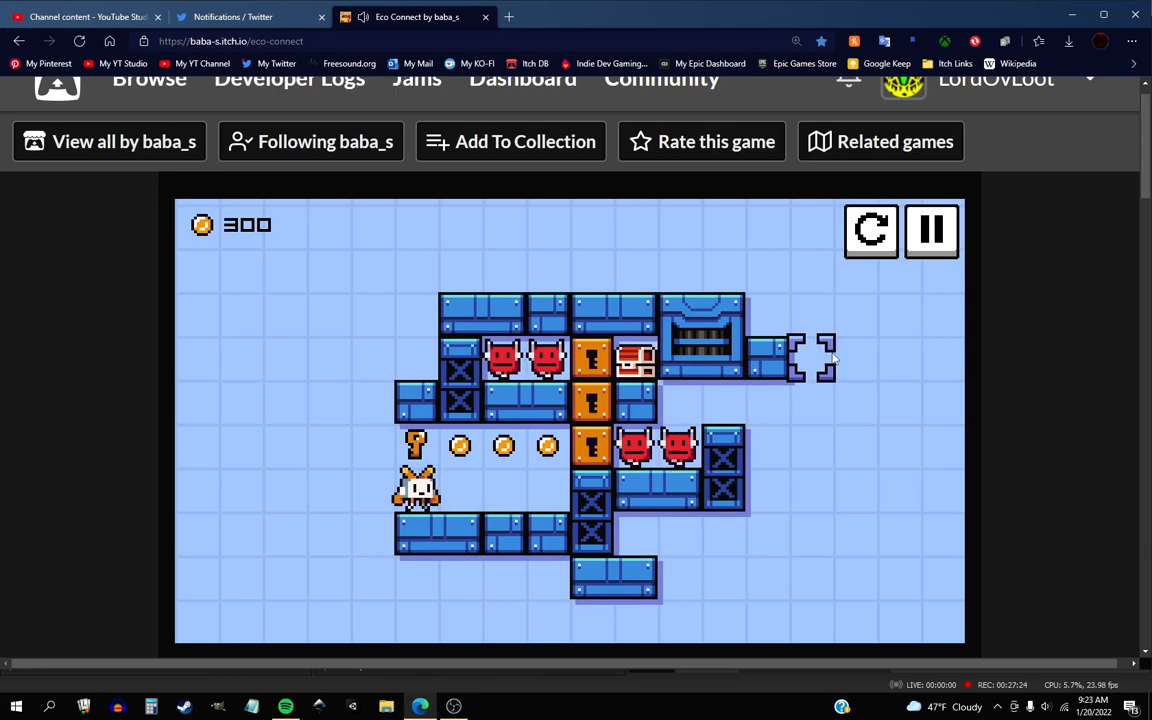 Channel content - YouTube Stud
Notifications / Twitter
Eco Connect by baba_s
https://baba-s.itch.io/eco-connect
My Pinterest
My YT Studio
My YT Channel
My Twitter
Freesound.org
My Mail
My KO-FI
Itch DB
Indie Dev Gaming...
My Epic Dashboard
Epic Games Store
Google Keep
Itch Links
Wikipedia
Browse
Developer Logs
Jams
Dashboard
Community
LordOvLoot
View all by baba_s
Following baba_s
Add To Collection
Rate this game
Related games
300
LIVE: 00:00:00
REC: 00:27:24
CPU: 5.7%, 23.98 fps
47°F Cloudy
9:23 AM
1/20/2022
13